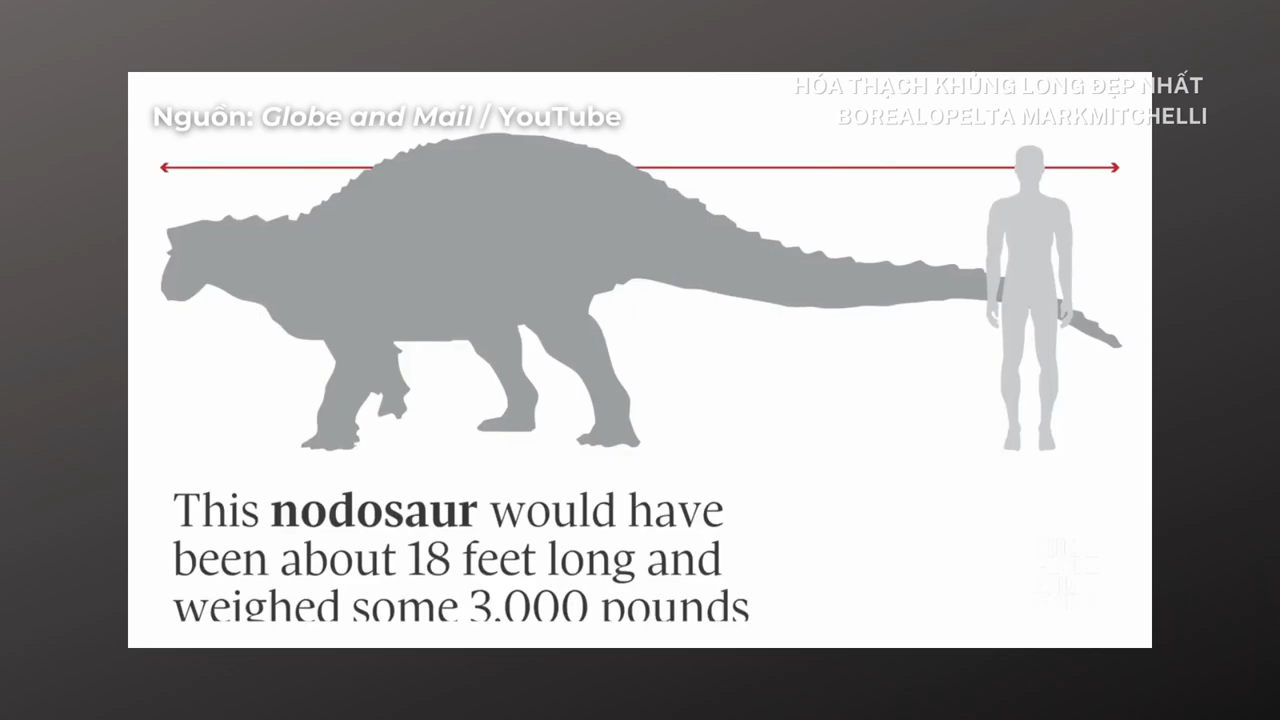 HÓA THẠCH KHỦNG LONG ĐẸP NHẤT
BOREALOPELTA MARKMITCHELLI
Nguồn: Globe and Mail / YouTube
This nodosaur would have
been about 18 feet long and
weighed some 3,000 pounds